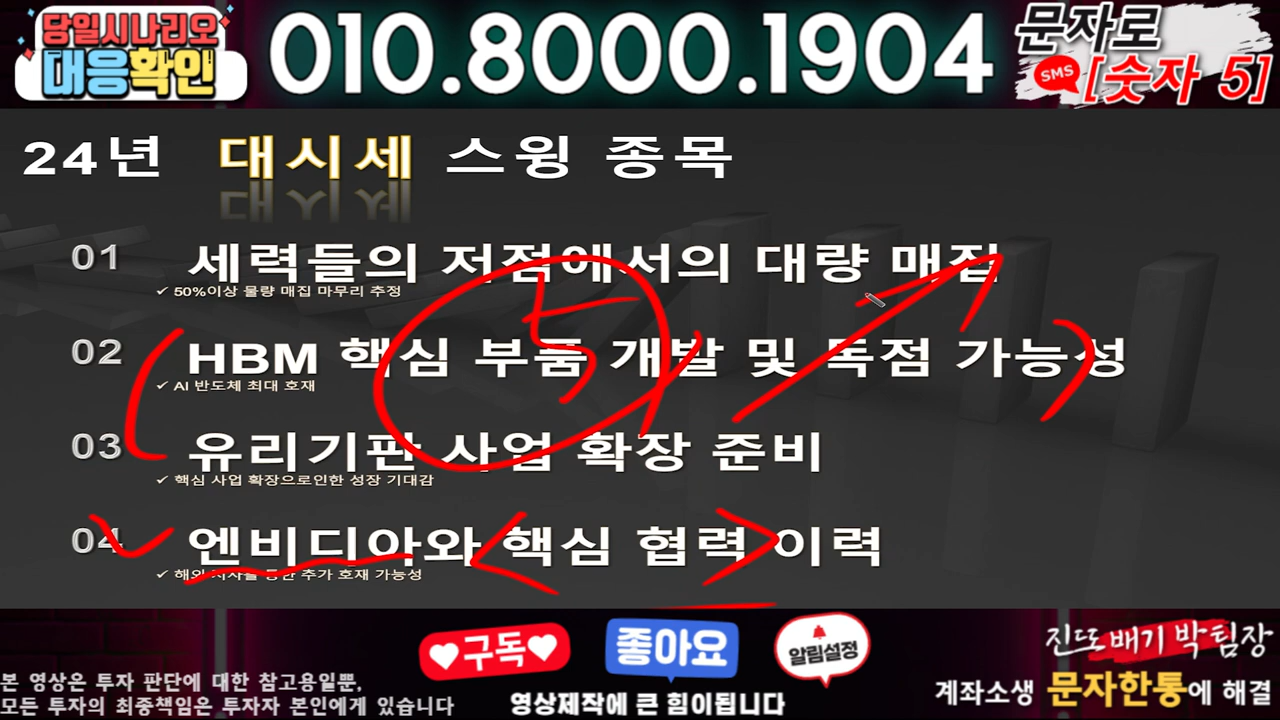 당일시나리오
대응확인
010.8000.1904
문자로
SMS [숫자 5]
24년 대시세 스윙 종목
01 세력들의 저점에서의 대량 매집
✓ 50%이상 물량 매집 마무리 추정
02 HBM 핵심 부품 개발 및 독점 가능성
✓ AI 반도체 최대 호재
03 유리기판 사업 확장 준비
✓ 핵심 사업 확장으로인한 성장 기대감
04 엔비디아와 핵심 협력 이력
✓ 해외 통한 추가 호재 가능성
5
구독
좋아요
알림설정
영상제작에 큰 힘이됩니다
본 영상은 투자 판단에 대한 참고용일뿐,
모든 투자의 최종책임은 투자자 본인에게 있습니다
진또배기 박팀장
계좌소생 문자한통에 해결